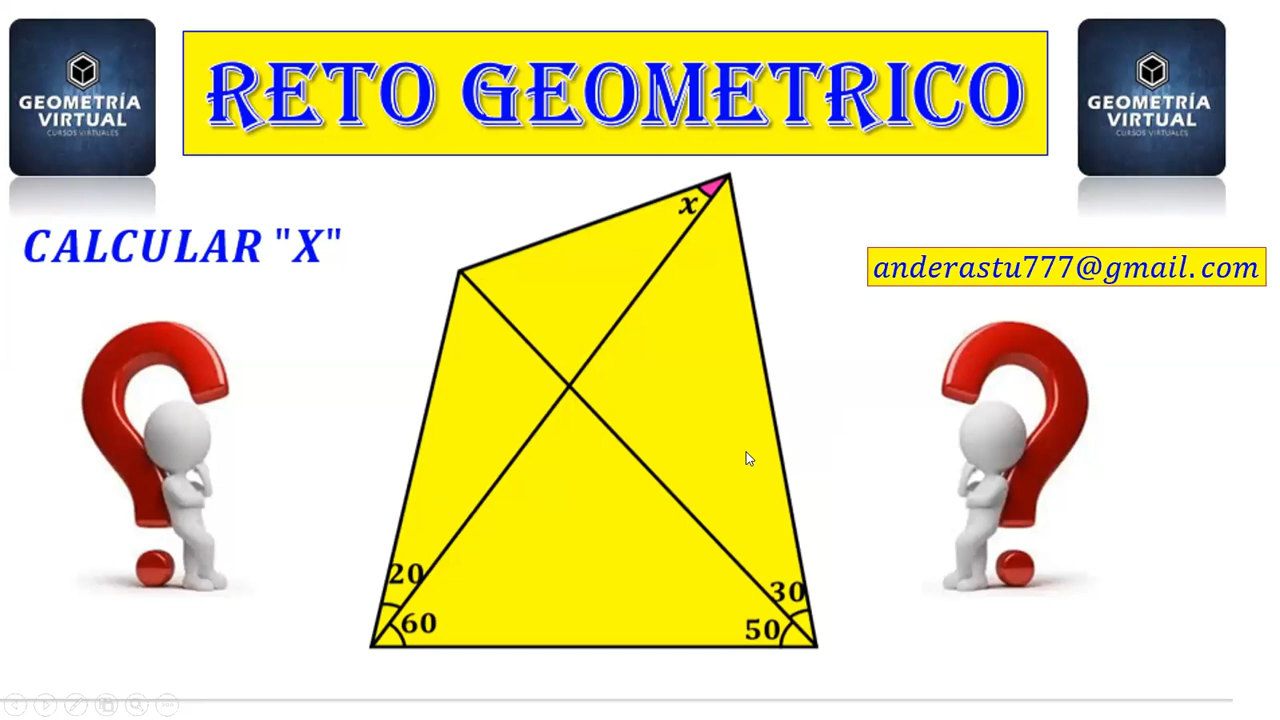 GEOMETRÍA
VIRTUAL
CURSOS VIRTUALES
RETO GEOMETRICO
GEOMETRÍA
VIRTUAL
CURSOS VIRTUALES
CALCULAR "X"
x
anderastu777@gmail.com
20
60
30
50